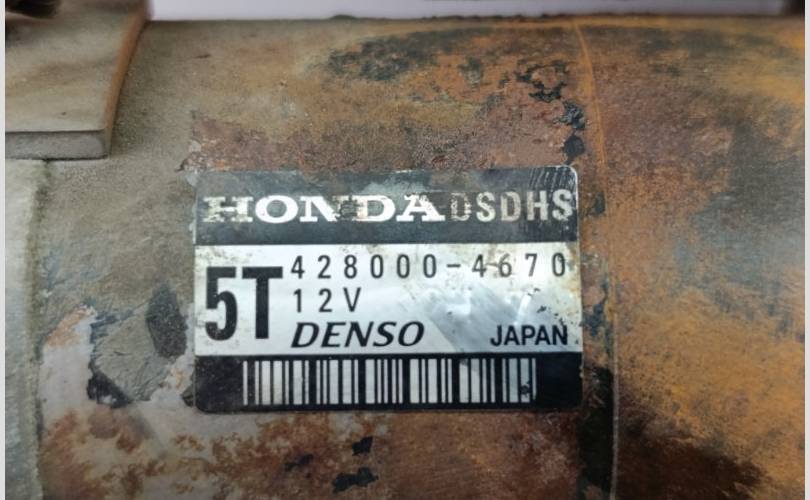 HONDA DSDHS
5T 428000-4670
12V
DENSO JAPAN